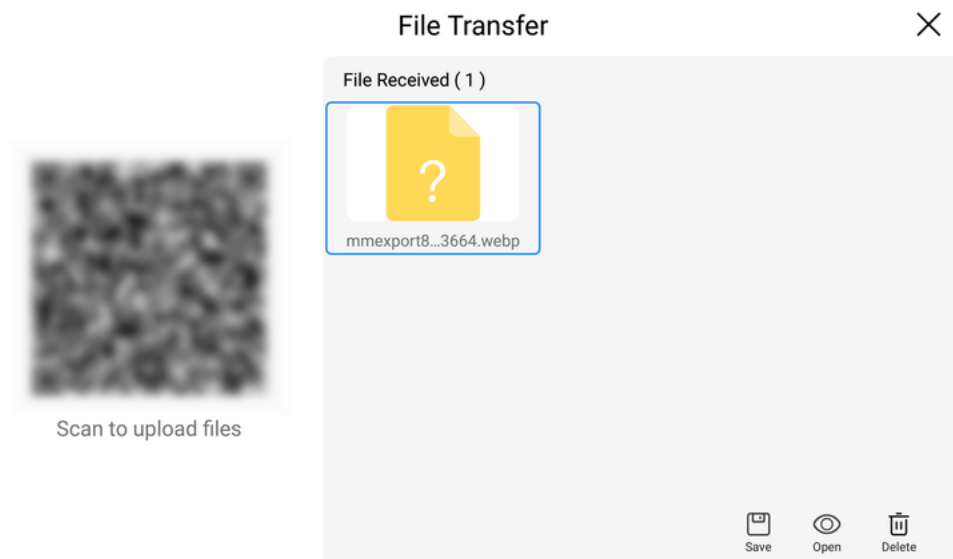 File Transfer
File Received ( 1 )
?
mmexport8...3664.webp
Scan to upload files
Save
Open
Delete